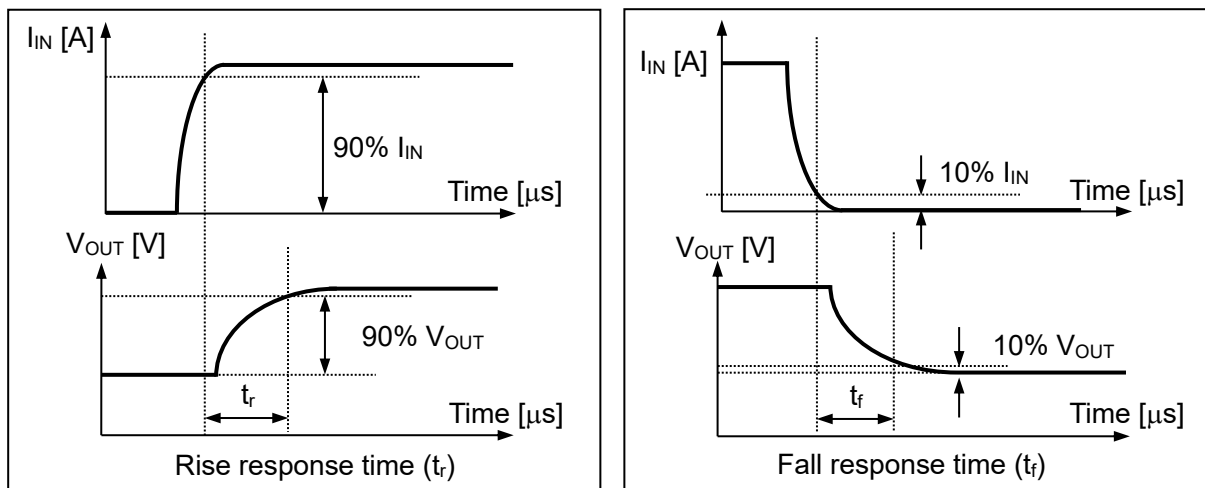 I_IN [A]
90% I_IN
Time [μs]
V_OUT [V]
90% V_OUT
t_r
Time [μs]
Rise response time (t_r)
I_IN [A]
10% I_IN
Time [μs]
V_OUT [V]
10% V_OUT
t_f
Time [μs]
Fall response time (t_f)